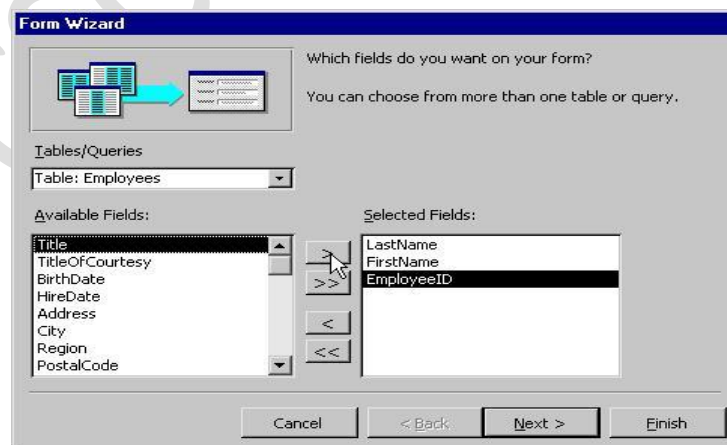 Form Wizard
Which fields do you want on your form?
You can choose from more than one table or query.
Tables/Queries
Table: Employees
Available Fields:
Selected Fields:
Title
TitleOfCourtesy
BirthDate
HireDate
Address
City
Region
PostalCode
>
>>
<
<<
LastName
FirstName
EmployeeID
Cancel
< Back
Next >
Finish